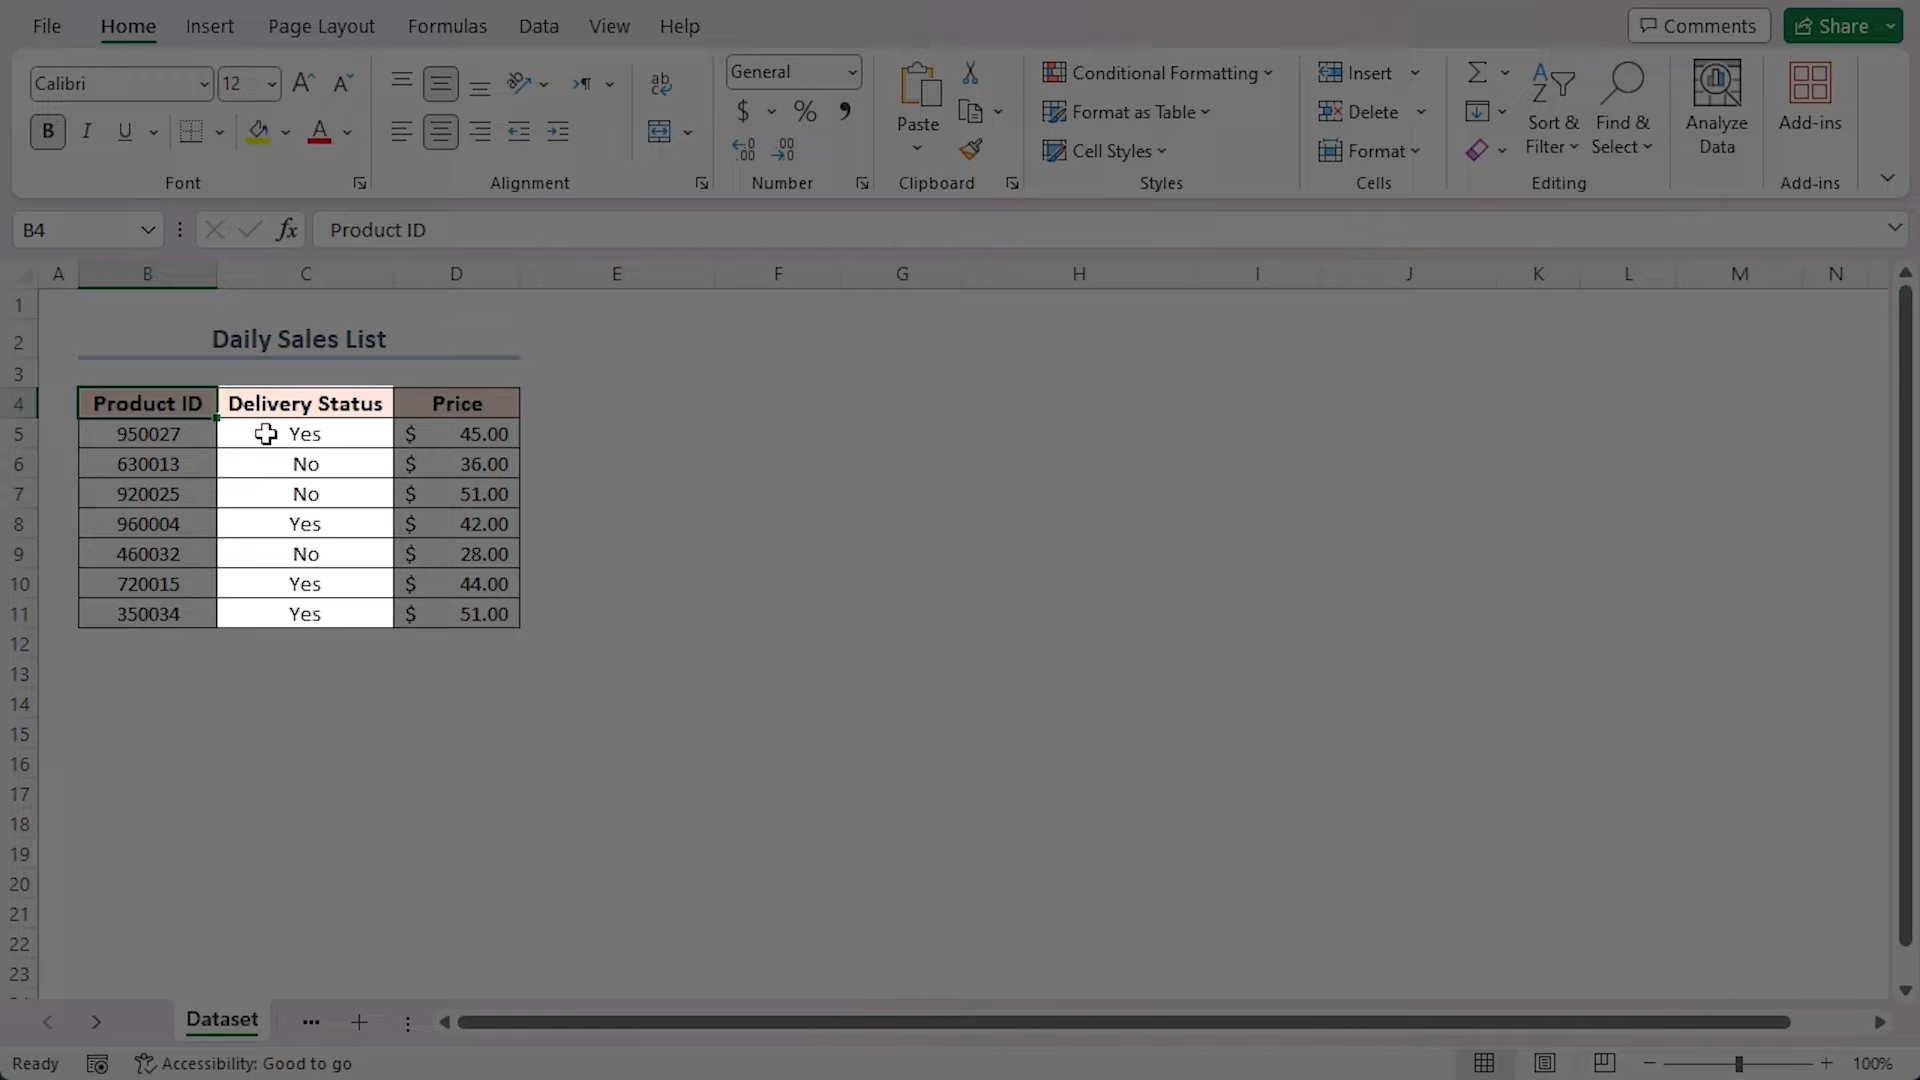 File Home Insert Page Layout Formulas Data View Help Comments Share
Calibri 12 General Conditional Formatting Insert
Format as Table Delete
Paste Sort & Filter Find & Select Analyze Data Add-ins
Cell Styles Format
Font Alignment Number Clipboard Styles Cells Editing Add-ins
B4 fx Product ID
A B C D E F G H I J K L M N
1
2 Daily Sales List
3
4 Product ID Delivery Status Price
5 950027 Yes $ 45.00
6 630013 No $ 36.00
7 920025 No $ 51.00
8 960004 Yes $ 42.00
9 460032 No $ 28.00
10 720015 Yes $ 44.00
11 350034 Yes $ 51.00
12
13
14
15
16
17
18
19
20
21
22
23
Dataset
Ready Accessibility: Good to go 100%